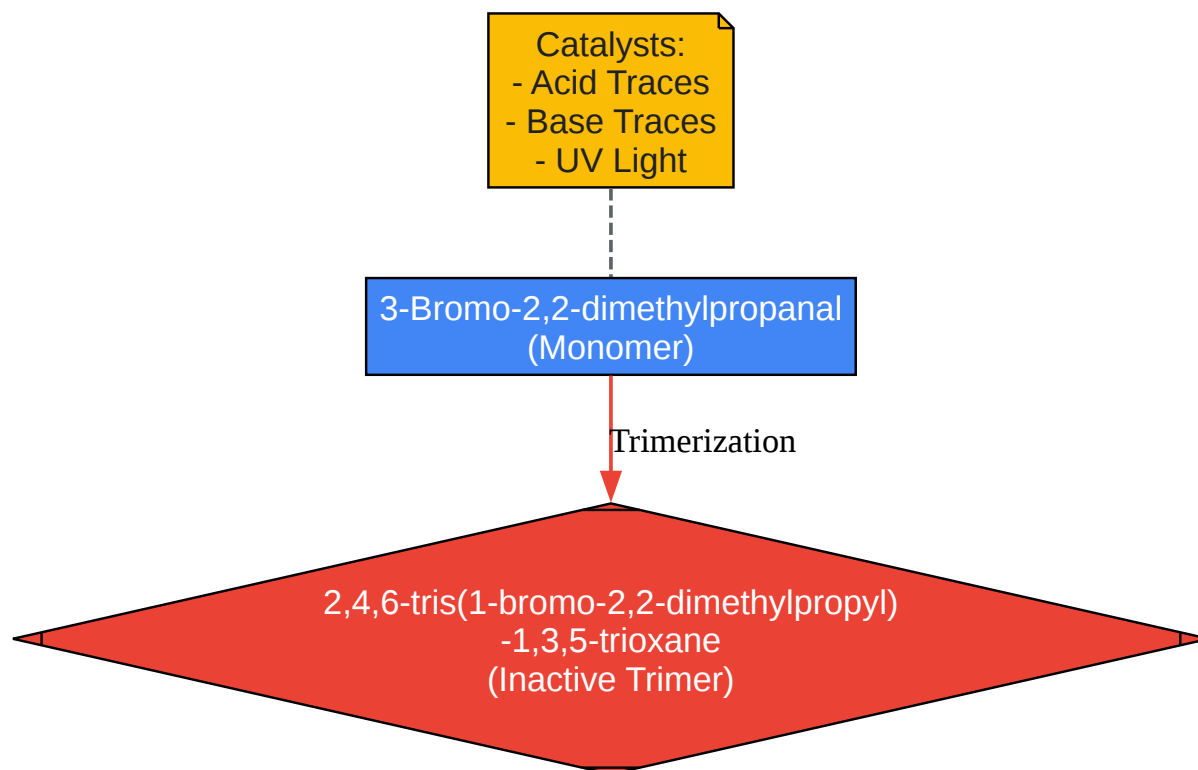 Catalysts:
- Acid Traces
- Base Traces
- UV Light
3-Bromo-2,2-dimethylpropanal
(Monomer)
Trimerization
2,4,6-tris(1-bromo-2,2-dimethylpropyl)
-1,3,5-trioxane
(Inactive Trimer)